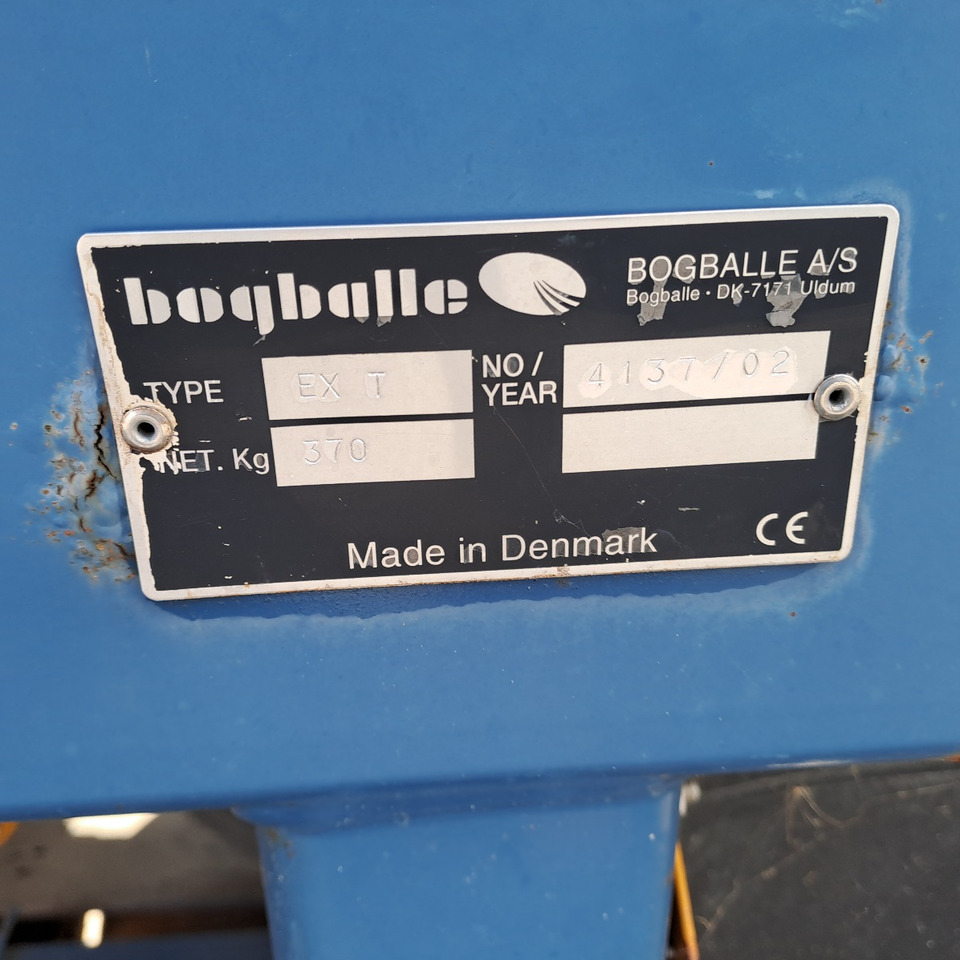 bogballe
BOGBALLE A/S
Bogballe · DK-7171 Uldum
TYPE EX T
NO / YEAR 4137/02
NET. Kg 370
Made in Denmark
CE